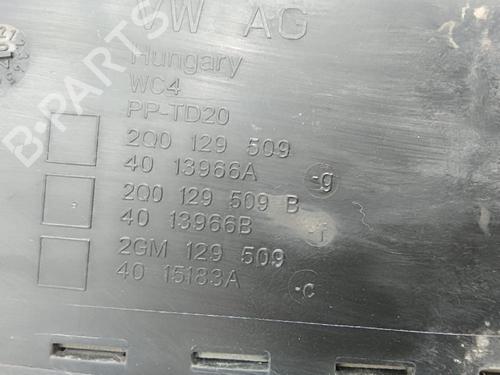 VW AG
Hungary
WC4
PP-TD20
2Q0 129 509
40 13966A -g
2Q0 129 509 B
40 13966B -f
2GM 129 509
40 15183A -c
B-PARTS